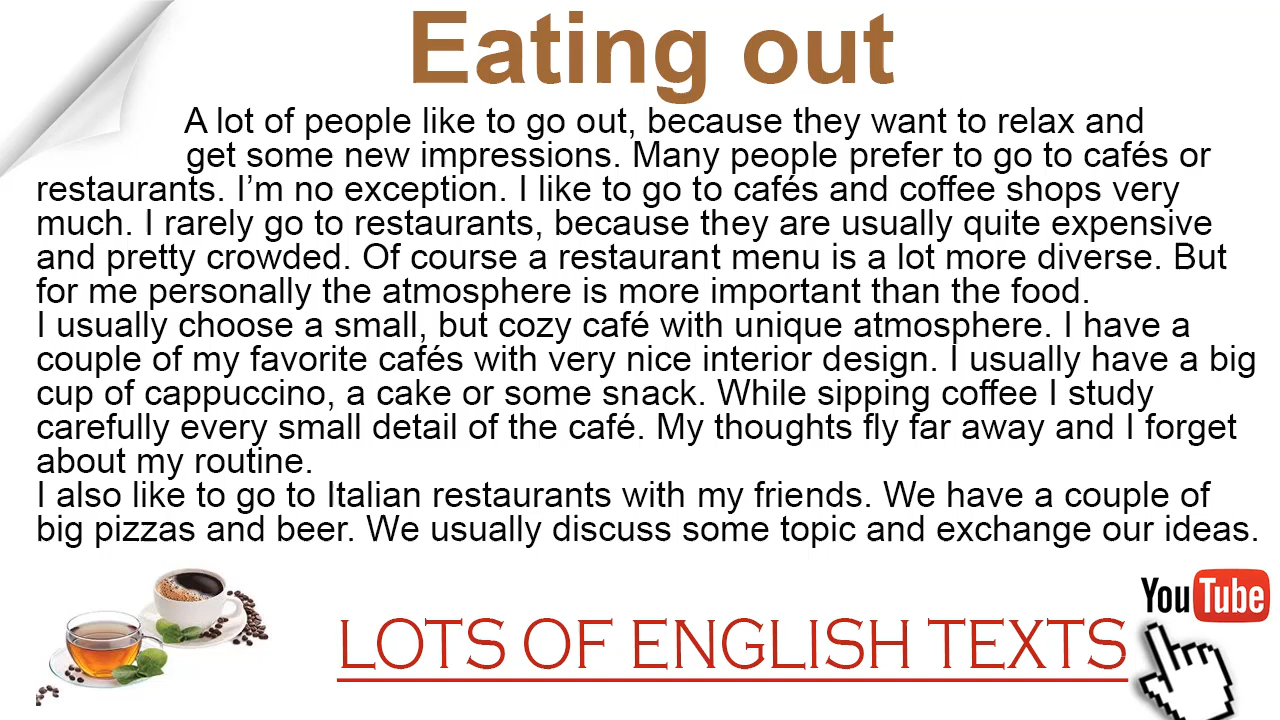 Eating out
A lot of people like to go out, because they want to relax and
get some new impressions. Many people prefer to go to cafés or
restaurants. I’m no exception. I like to go to cafés and coffee shops very
much. I rarely go to restaurants, because they are usually quite expensive
and pretty crowded. Of course a restaurant menu is a lot more diverse. But
for me personally the atmosphere is more important than the food.
I usually choose a small, but cozy café with unique atmosphere. I have a
couple of my favorite cafés with very nice interior design. I usually have a big
cup of cappuccino, a cake or some snack. While sipping coffee I study
carefully every small detail of the café. My thoughts fly far away and I forget
about my routine.
I also like to go to Italian restaurants with my friends. We have a couple of
big pizzas and beer. We usually discuss some topic and exchange our ideas.
YouTube
LOTS OF ENGLISH TEXTS